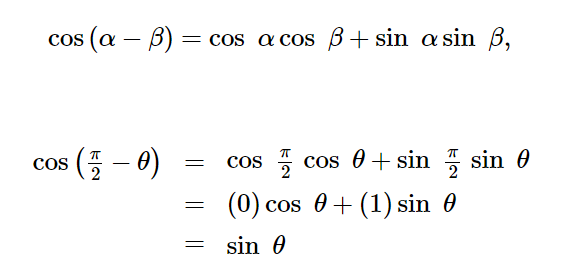 cos (α − β) = cos α cos β + sin α sin β,
cos (π/2 − θ) = cos π/2 cos θ + sin π/2 sin θ
= (0) cos θ + (1) sin θ
= sin θ